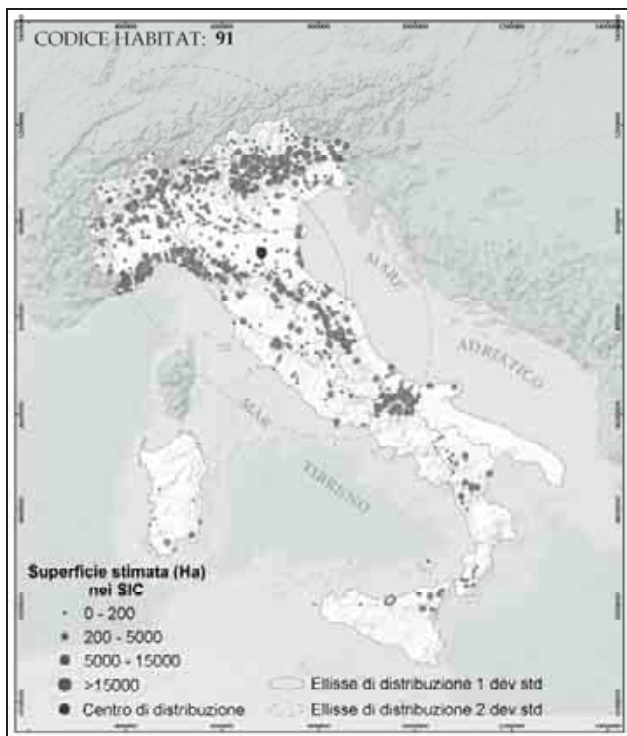 CODICE HABITAT: 91
MARE
ADRIATICO
MAR
TIRRENO
Superficie stimata (Ha)
nei SIC
0 - 200
200 - 5000
5000 - 15000
>15000
Centro di distribuzione
Ellisse di distribuzione 1 dev std
Ellisse di distribuzione 2 dev std